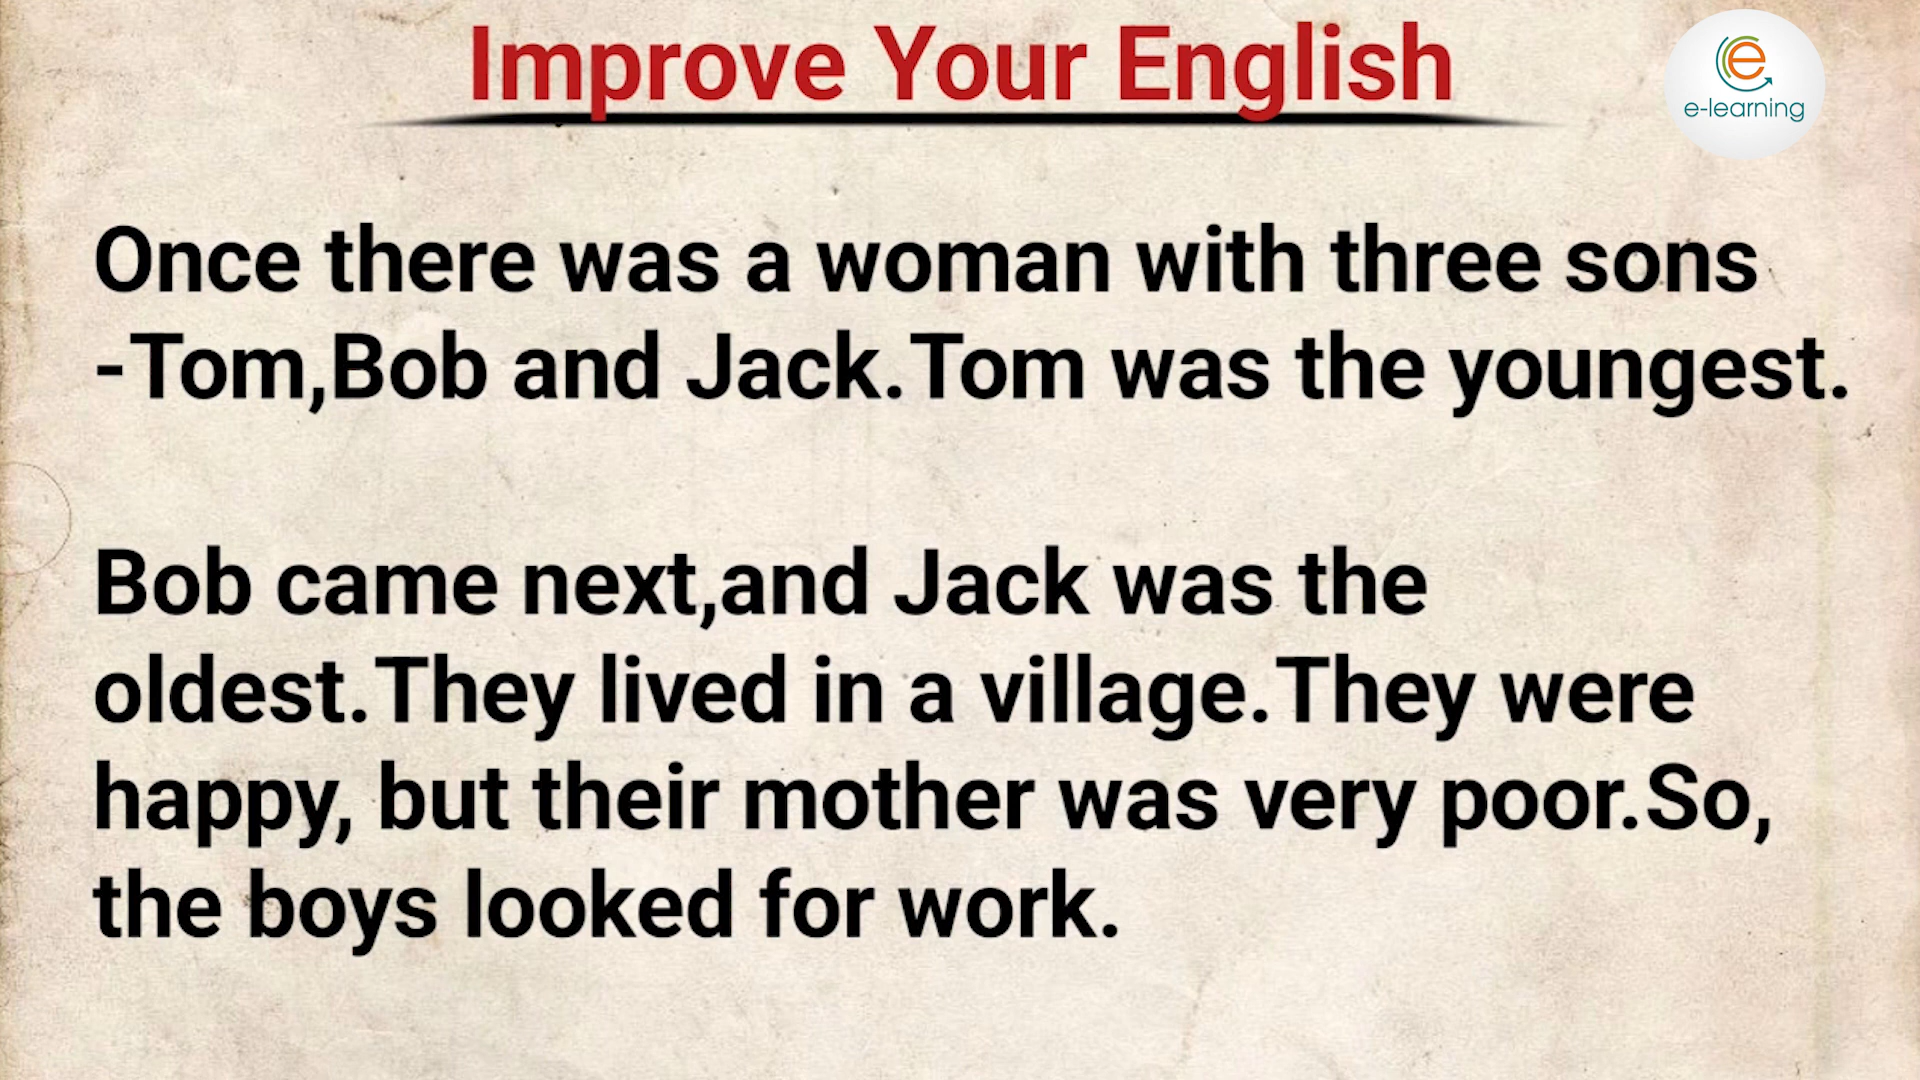 Improve Your English
e
e-learning
Once there was a woman with three sons
-Tom,Bob and Jack.Tom was the youngest.
Bob came next,and Jack was the
oldest.They lived in a village.They were
happy, but their mother was very poor.So,
the boys looked for work.